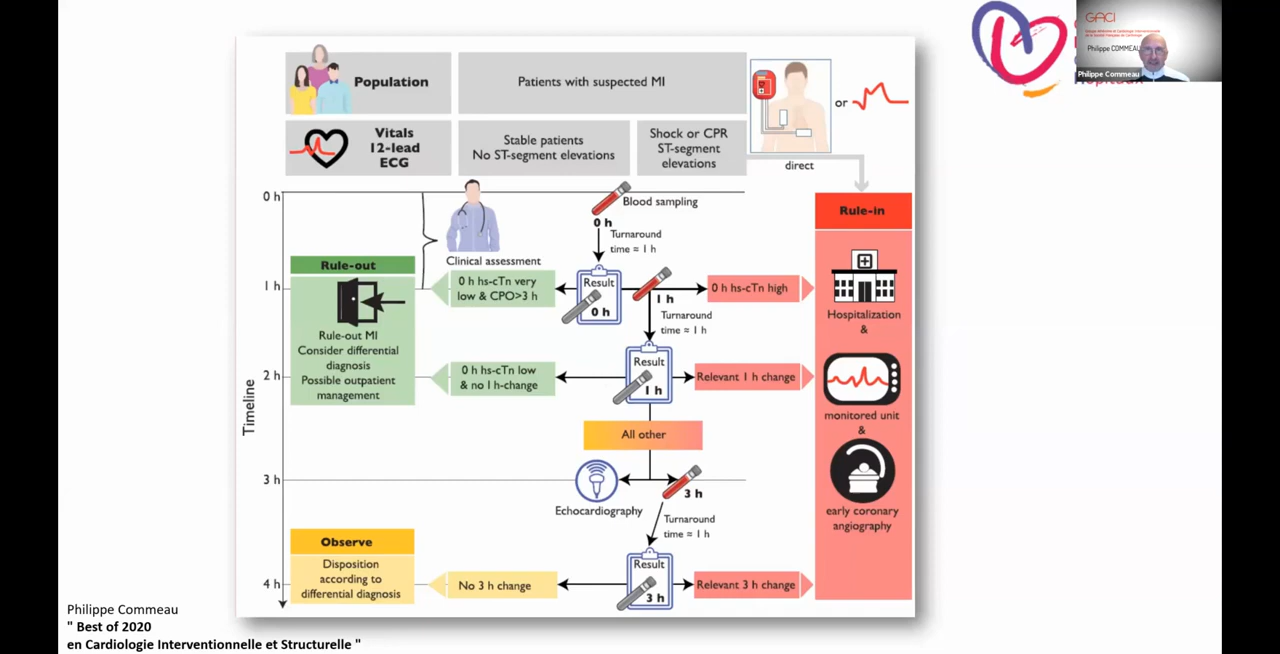 GACI
Philippe COMMEAU
Philippe Commeau
Population
Patients with suspected MI
or
Vitals
12-lead
ECG
Stable patients
No ST-segment elevations
Shock or CPR
ST-segment
elevations
direct
0 h
Blood sampling
0 h
Turnaround
time ≈ 1 h
Clinical assessment
Rule-in
Rule-out
1 h
0 h hs-cTn very
low & CPO>3 h
Result
0 h
1 h
0 h hs-cTn high
Turnaround
time ≈ 1 h
Hospitalization
&
Rule-out MI
Consider differential
diagnosis
Possible outpatient
management
2 h
0 h hs-cTn low
& no 1 h-change
Result
1 h
Relevant 1 h change
monitored unit
&
Timeline
All other
3 h
Echocardiography
3 h
early coronary
angiography
Turnaround
time ≈ 1 h
Observe
Disposition
according to
differential diagnosis
4 h
No 3 h change
Result
3 h
Relevant 3 h change
Philippe Commeau
" Best of 2020
en Cardiologie Interventionnelle et Structurelle "